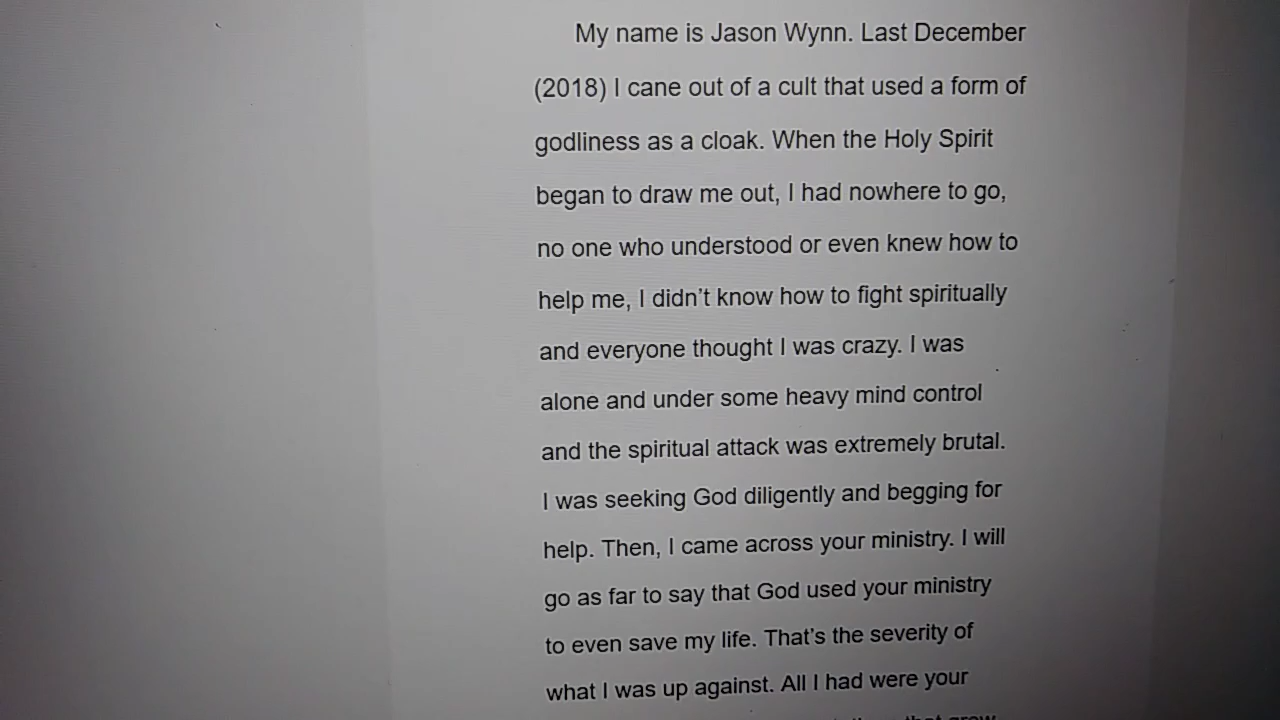 My name is Jason Wynn. Last December
(2018) I cane out of a cult that used a form of
godliness as a cloak. When the Holy Spirit
began to draw me out, I had nowhere to go,
no one who understood or even knew how to
help me, I didn’t know how to fight spiritually
and everyone thought I was crazy. I was
alone and under some heavy mind control
and the spiritual attack was extremely brutal.
I was seeking God diligently and begging for
help. Then, I came across your ministry. I will
go as far to say that God used your ministry
to even save my life. That’s the severity of
what I was up against. All I had were your